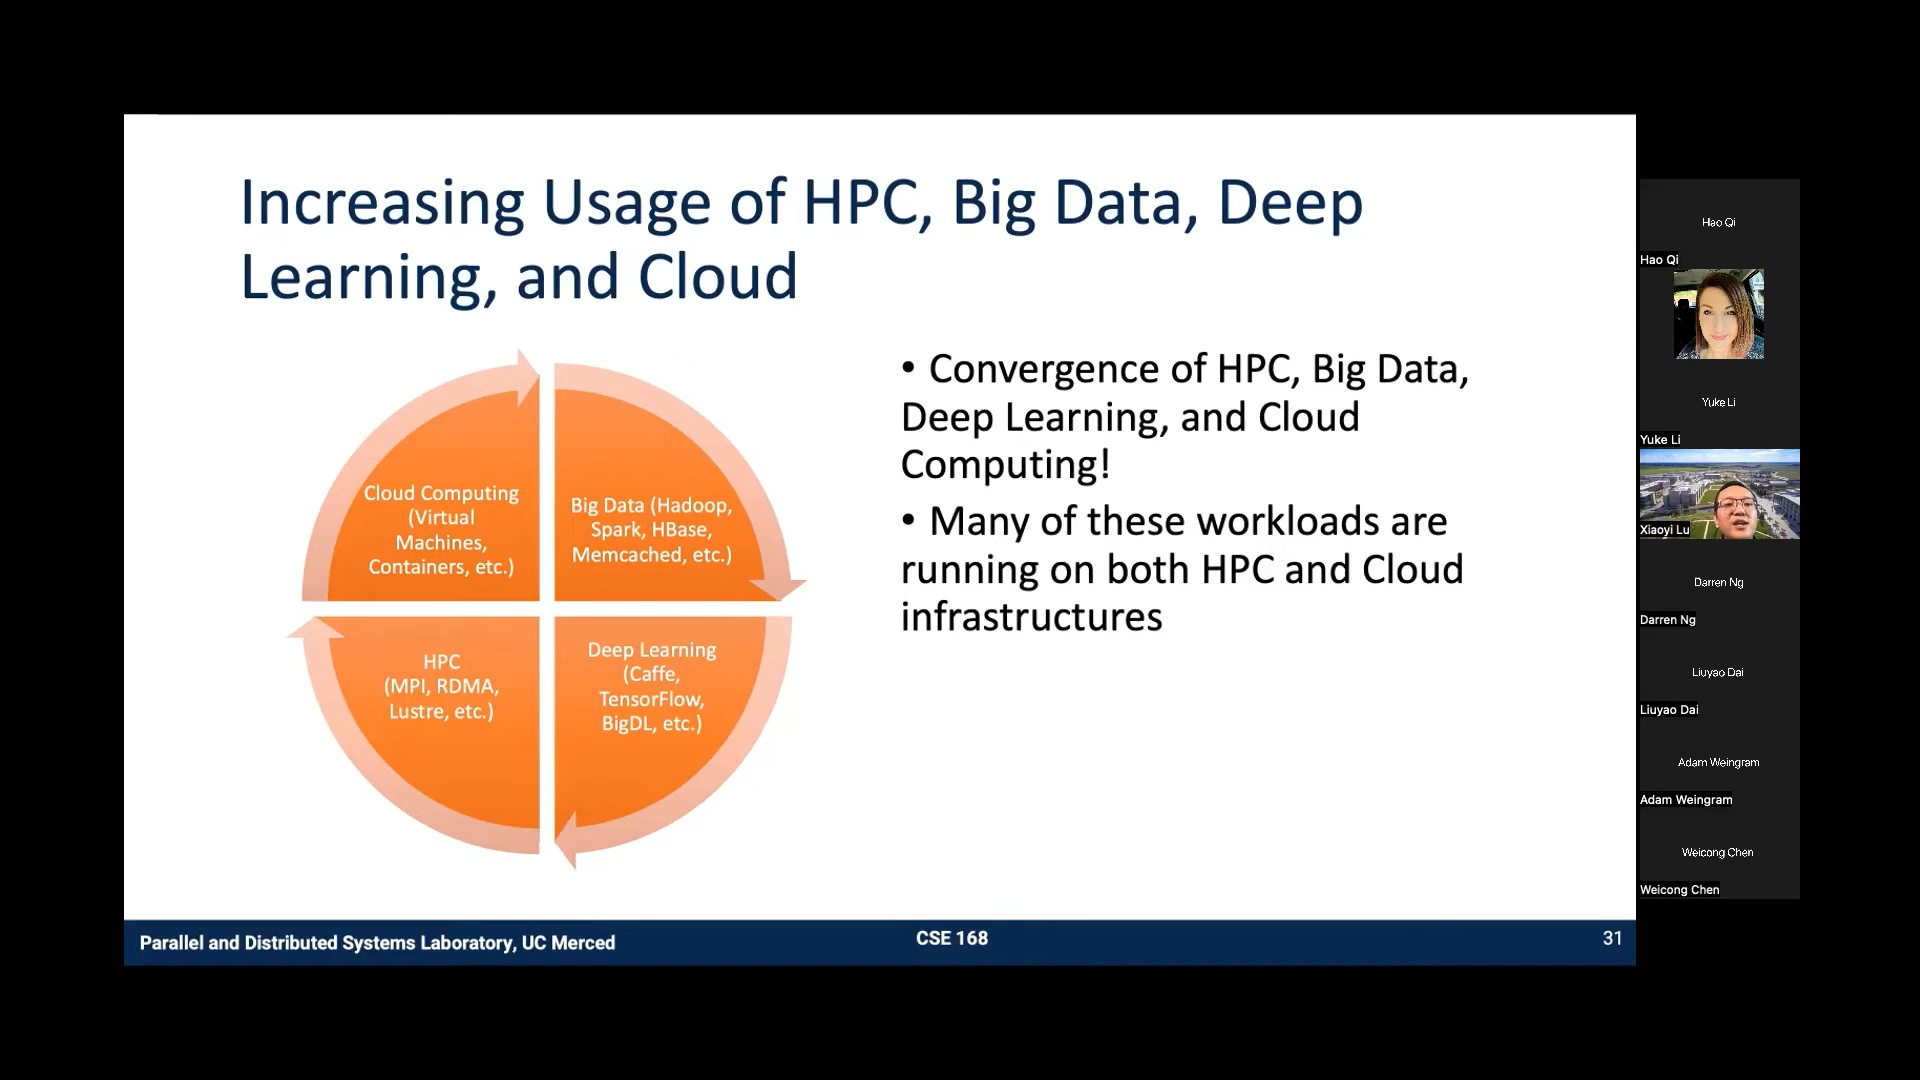 Increasing Usage of HPC, Big Data, Deep
Learning, and Cloud
Cloud Computing
(Virtual
Machines,
Containers, etc.)
Big Data (Hadoop,
Spark, HBase,
Memcached, etc.)
HPC
(MPI, RDMA,
Lustre, etc.)
Deep Learning
(Caffe,
TensorFlow,
BigDL, etc.)
• Convergence of HPC, Big Data,
Deep Learning, and Cloud
Computing!
• Many of these workloads are
running on both HPC and Cloud
infrastructures
Parallel and Distributed Systems Laboratory, UC Merced
CSE 168
31
Hao Qi
Hao Qi
Yuke Li
Yuke Li
Xiaoyi Lu
Darren Ng
Darren Ng
Liuyao Dai
Liuyao Dai
Adam Weingram
Adam Weingram
Weicong Chen
Weicong Chen